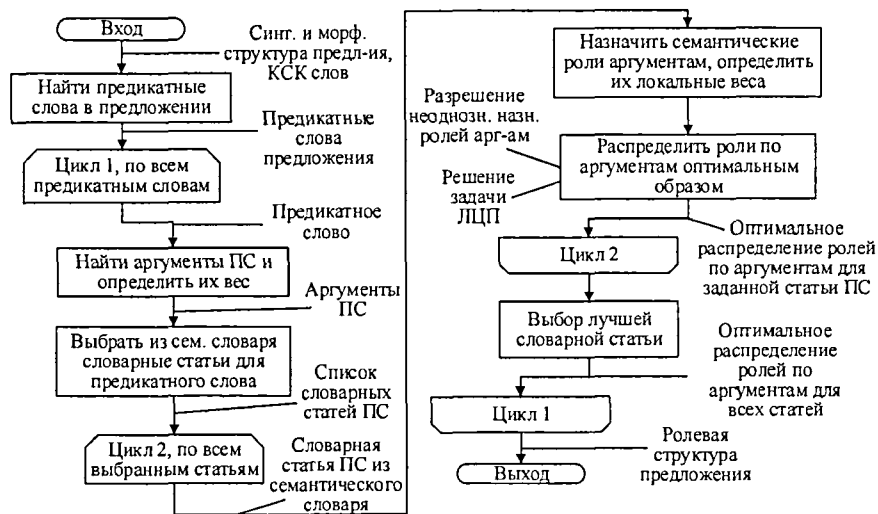 Вход
Синт. и морф.
структура предл-ия,
КСК слов
Найти предикатные
слова в предложении
Предикатные
слова
предложения
Цикл 1, по всем
предикатным словам
Предикатное
слово
Найти аргументы ПС и
определить их вес
Аргументы
ПС
Выбрать из сем. словаря
словарные статьи для
предикатного слова
Список
словарных
статей ПС
Цикл 2, по всем
выбранным статьям
Словарная
статья ПС из
семантического
словаря
Назначить семантические
роли аргументам, определить
их локальные веса
Разрешение
неоднозн. назн.
ролей арг-ам
Распределить роли по
аргументам оптимальным
образом
Решение
задачи
ЛЦП
Оптимальное
распределение ролей
по аргументам для
заданной статьи ПС
Цикл 2
Выбор лучшей
словарной статьи
Оптимальное
распределение
ролей по
аргументам для
всех статей
Цикл 1
Ролевая
структура
предложения
Выход